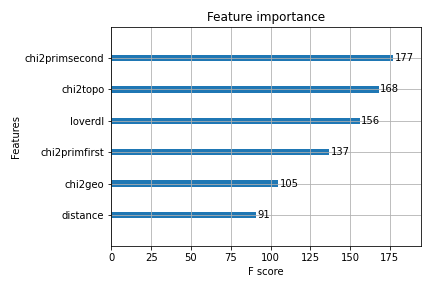 Feature importance
chi2primsecond 177
chi2topo 168
loverdl 156
chi2primfirst 137
chi2geo 105
distance 91
Features
0 25 50 75 100 125 150 175
F score